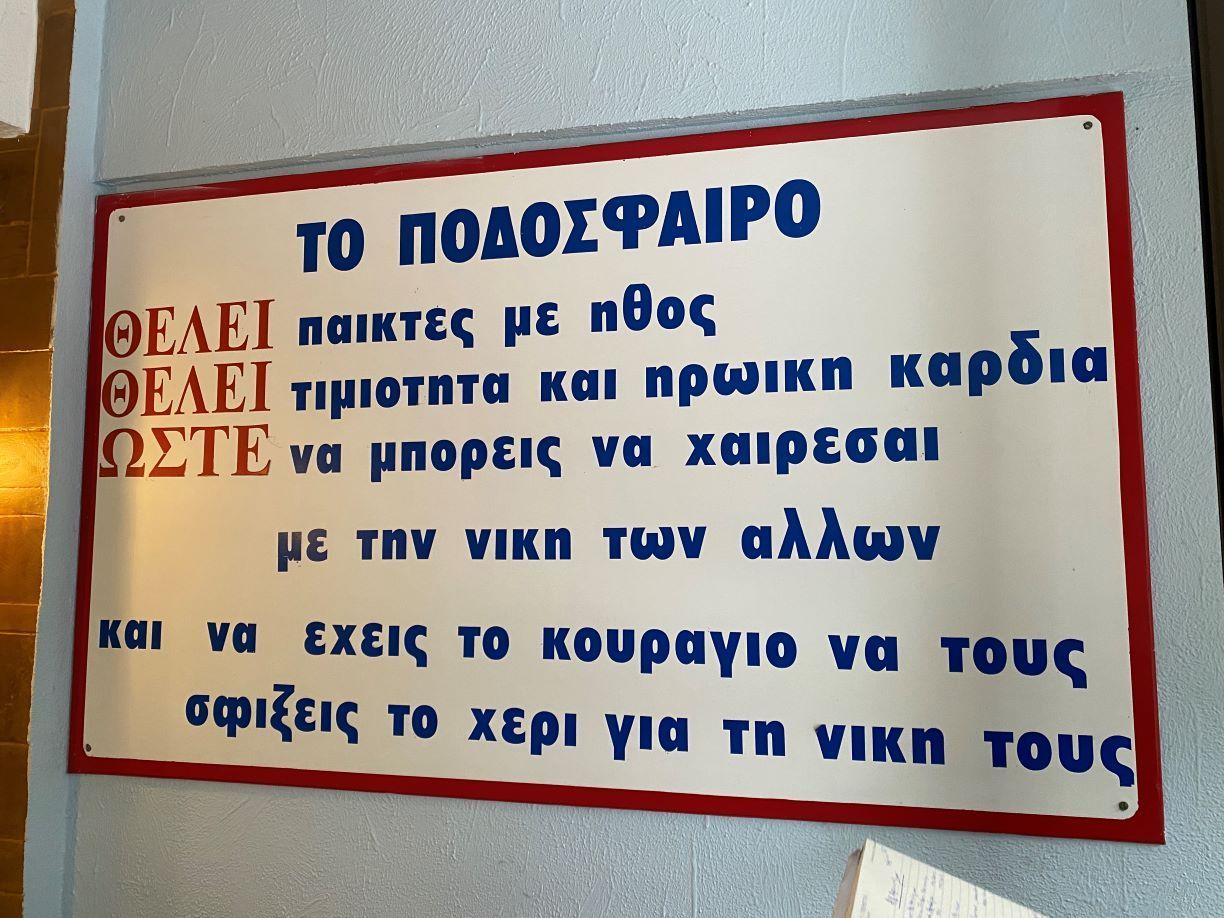 ΤΟ ΠΟΔΟΣΦΑΙΡΟ
ΘΕΛΕΙ παικτες με ηθος
ΘΕΛΕΙ τιμιοτητα και ηρωικη καρδια
ΩΣΤΕ να μπορεις να χαιρεσαι
με την νικη των αλλων
και να εχεις το κουραγιο να τους
σφιξεις το χερι για τη νικη τους